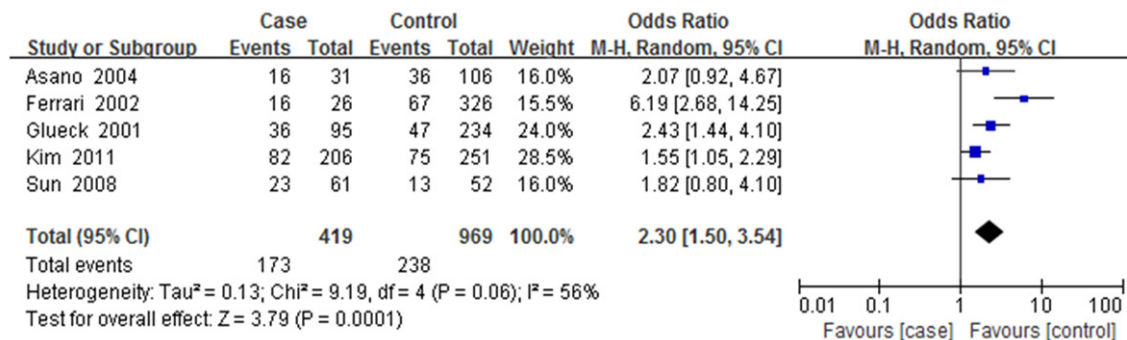 Case Control Odds Ratio Odds Ratio
Study or Subgroup Events Total Events Total Weight M-H, Random, 95% CI M-H, Random, 95% CI
Asano 2004 16 31 36 106 16.0% 2.07 [0.92, 4.67]
Ferrari 2002 16 26 67 326 15.5% 6.19 [2.68, 14.25]
Glueck 2001 36 95 47 234 24.0% 2.43 [1.44, 4.10]
Kim 2011 82 206 75 251 28.5% 1.55 [1.05, 2.29]
Sun 2008 23 61 13 52 16.0% 1.82 [0.80, 4.10]
Total (95% CI) 419 969 100.0% 2.30 [1.50, 3.54]
Total events 173 238
Heterogeneity: Tau² = 0.13; Chi² = 9.19, df = 4 (P = 0.06); I² = 56%
Test for overall effect: Z = 3.79 (P = 0.0001)
0.01 0.1 1 10 100
Favours [case] Favours [control]